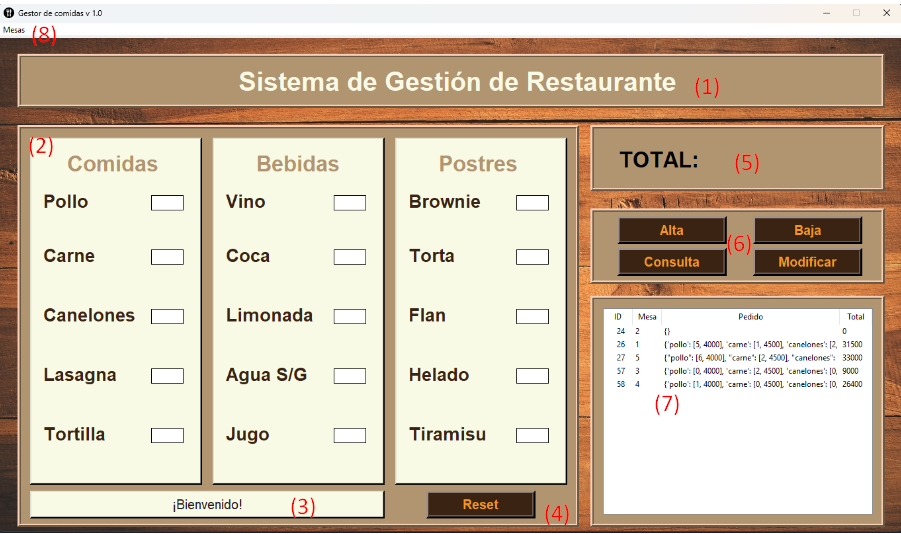 Gestor de comidas v 1.0
Mesas (8)
Sistema de Gestión de Restaurante (1)
(2)
Comidas
Pollo
Carne
Canelones
Lasagna
Tortilla
Bebidas
Vino
Coca
Limonada
Agua S/G
Jugo
Postres
Brownie
Torta
Flan
Helado
Tiramisu
¡Bienvenido! (3)
Reset (4)
TOTAL: (5)
Alta Baja
(6)
Consulta Modificar
ID Mesa Pedido Total
24 2 {} 0
26 1 {'pollo': [5, 4000], 'carne': [1, 4500], 'canelones': [2, 31500
27 5 {"pollo": [6, 4000], "carne": [2, 4500], "canelones": 33000
57 3 {'pollo': [0, 4000], 'carne': [2, 4500], 'canelones': [0, 9000
58 4 {'pollo': [1, 4000], 'carne': [0, 4500], 'canelones': [0, 26400
(7)